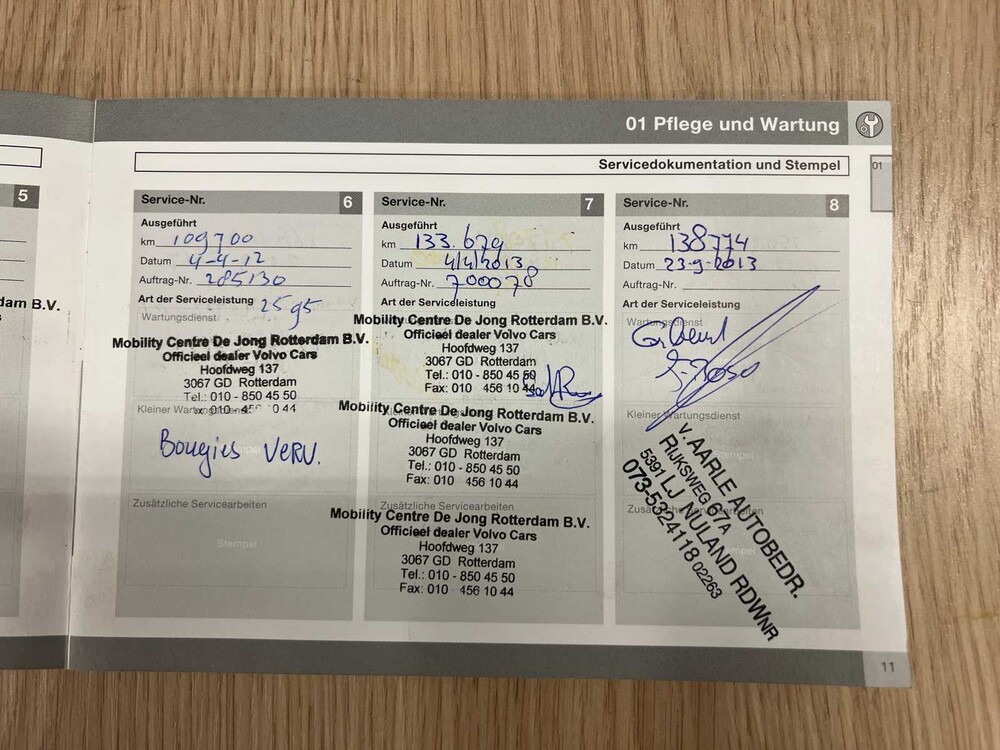 01 Pflege und Wartung
Servicedokumentation und Stempel
01
5
dam B.V.
Service-Nr. 6
Ausgeführt
km 109700
Datum 4-4-12
Auftrag-Nr. 285130
Art der Serviceleistung
Wartungsdienst
Mobility Centre De Jong Rotterdam B.V.
Officieel dealer Volvo Cars
Hoofdweg 137
3067 GD Rotterdam
Tel.: 010 - 850 45 50
Kleiner Wartungsdienst
Bougies VERV.
Zusätzliche Servicearbeiten
Stempel
Service-Nr. 7
Ausgeführt
km 133.679
Datum 4/4/2013
Auftrag-Nr. 700078
Art der Serviceleistung
Mobility Centre De Jong Rotterdam B.V.
Officieel dealer Volvo Cars
Hoofdweg 137
3067 GD Rotterdam
Tel.: 010 - 850 45 50
Fax: 010 456 10 44
Mobility Centre De Jong Rotterdam B.V.
Officieel dealer Volvo Cars
Hoofdweg 137
3067 GD Rotterdam
Tel.: 010 - 850 45 50
Fax: 010 456 10 44
Zusätzliche Servicearbeiten
Mobility Centre De Jong Rotterdam B.V.
Officieel dealer Volvo Cars
Hoofdweg 137
3067 GD Rotterdam
Tel.: 010 - 850 45 50
Fax: 010 456 10 44
Service-Nr. 8
Ausgeführt
km 138774
Datum 23-9-2013
Auftrag-Nr.
Art der Serviceleistung
Wartungsdienst
Kleiner Wartungsdienst
Stempel
v. AARLE AUTOBEDR.
RIJKSWEG 67A
5391 LJ NULAND RDWNR
073-5324118 02263
11